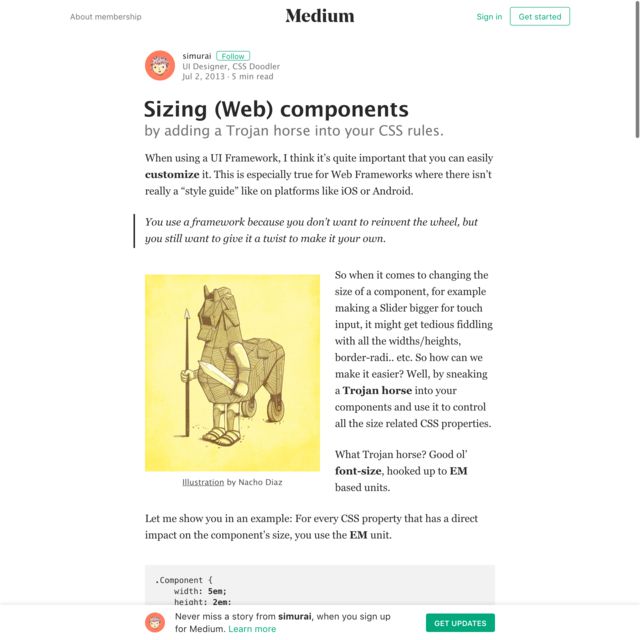 About membership
Medium
Sign in
Get started
simurai Follow
UI Designer, CSS Doodler
Jul 2, 2013 · 5 min read
Sizing (Web) components
by adding a Trojan horse into your CSS rules.
When using a UI Framework, I think it’s quite important that you can easily
customize it. This is especially true for Web Frameworks where there isn’t
really a “style guide” like on platforms like iOS or Android.
You use a framework because you don’t want to reinvent the wheel, but
you still want to give it a twist to make it your own.
So when it comes to changing the
size of a component, for example
making a Slider bigger for touch
input, it might get tedious fiddling
with all the widths/heights,
border-radi.. etc. So how can we
make it easier? Well, by sneaking
a Trojan horse into your
components and use it to control
all the size related CSS properties.
What Trojan horse? Good ol’
font-size, hooked up to EM
based units.
Illustration by Nacho Diaz
Let me show you in an example: For every CSS property that has a direct
impact on the component’s size, you use the EM unit.
.Component {
width: 5em;
height: 2em;
Never miss a story from simurai, when you sign up
for Medium. Learn more
GET UPDATES